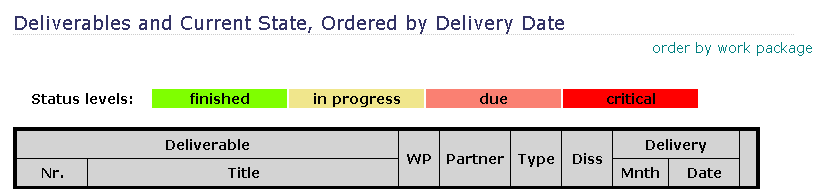 Deliverables and Current State, Ordered by Delivery Date
order by work package
Status levels: finished in progress due critical
Deliverable WP Partner Type Diss Delivery
Nr. Title Mnth Date